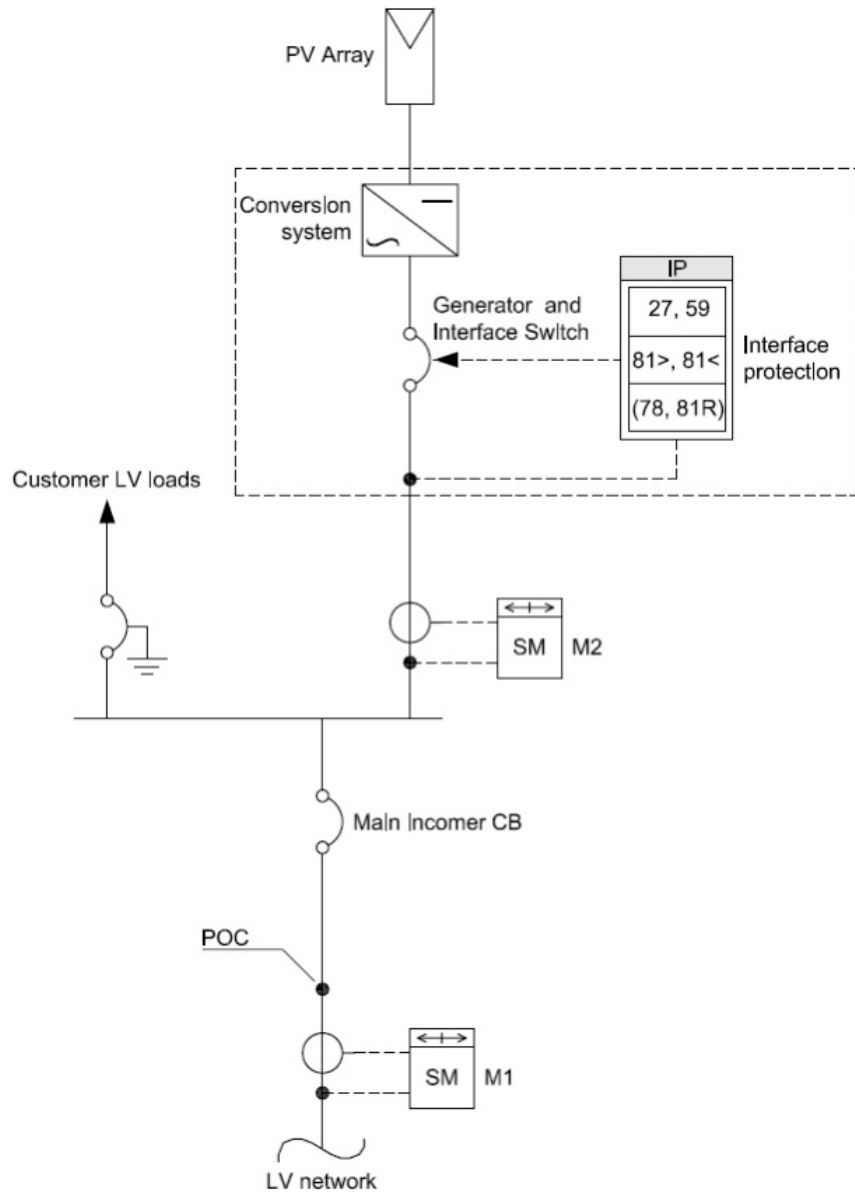 PV Array
Conversion
system
IP
27, 59
81>, 81<
(78, 81R)
Interface
protection
Generator and
Interface Switch
Customer LV loads
SM
M2
Main Incomer CB
POC
SM
M1
LV network